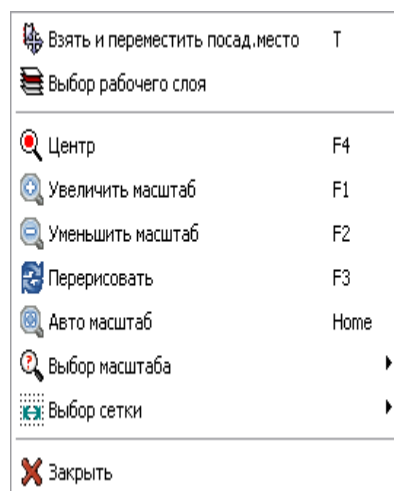 Взять и переместить посад.место T
Выбор рабочего слоя
Центр F4
Увеличить масштаб F1
Уменьшить масштаб F2
Перерисовать F3
Авто масштаб Home
Выбор масштаба
Выбор сетки
Закрыть